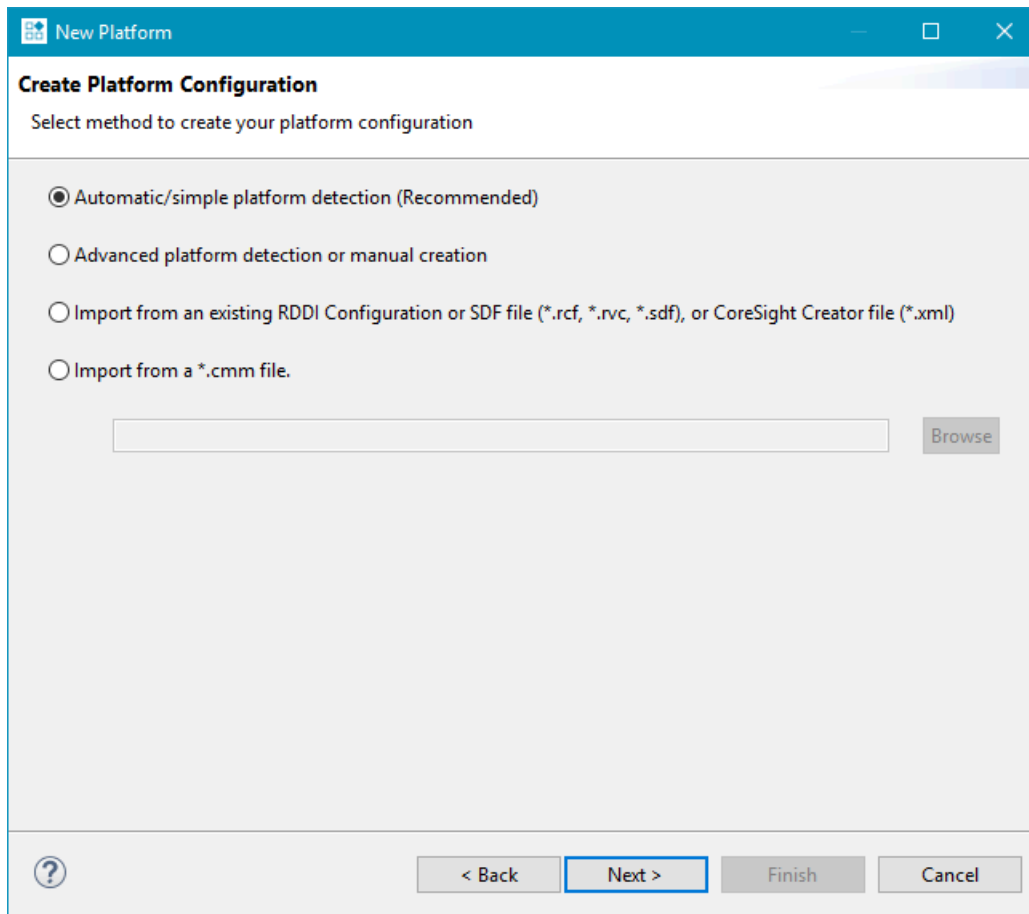 New Platform
Create Platform Configuration
Select method to create your platform configuration
Automatic/simple platform detection (Recommended)
Advanced platform detection or manual creation
Import from an existing RDDI Configuration or SDF file (*.rcf, *.rvc, *.sdf), or CoreSight Creator file (*.xml)
Import from a *.cmm file.
Browse
?
< Back
Next >
Finish
Cancel